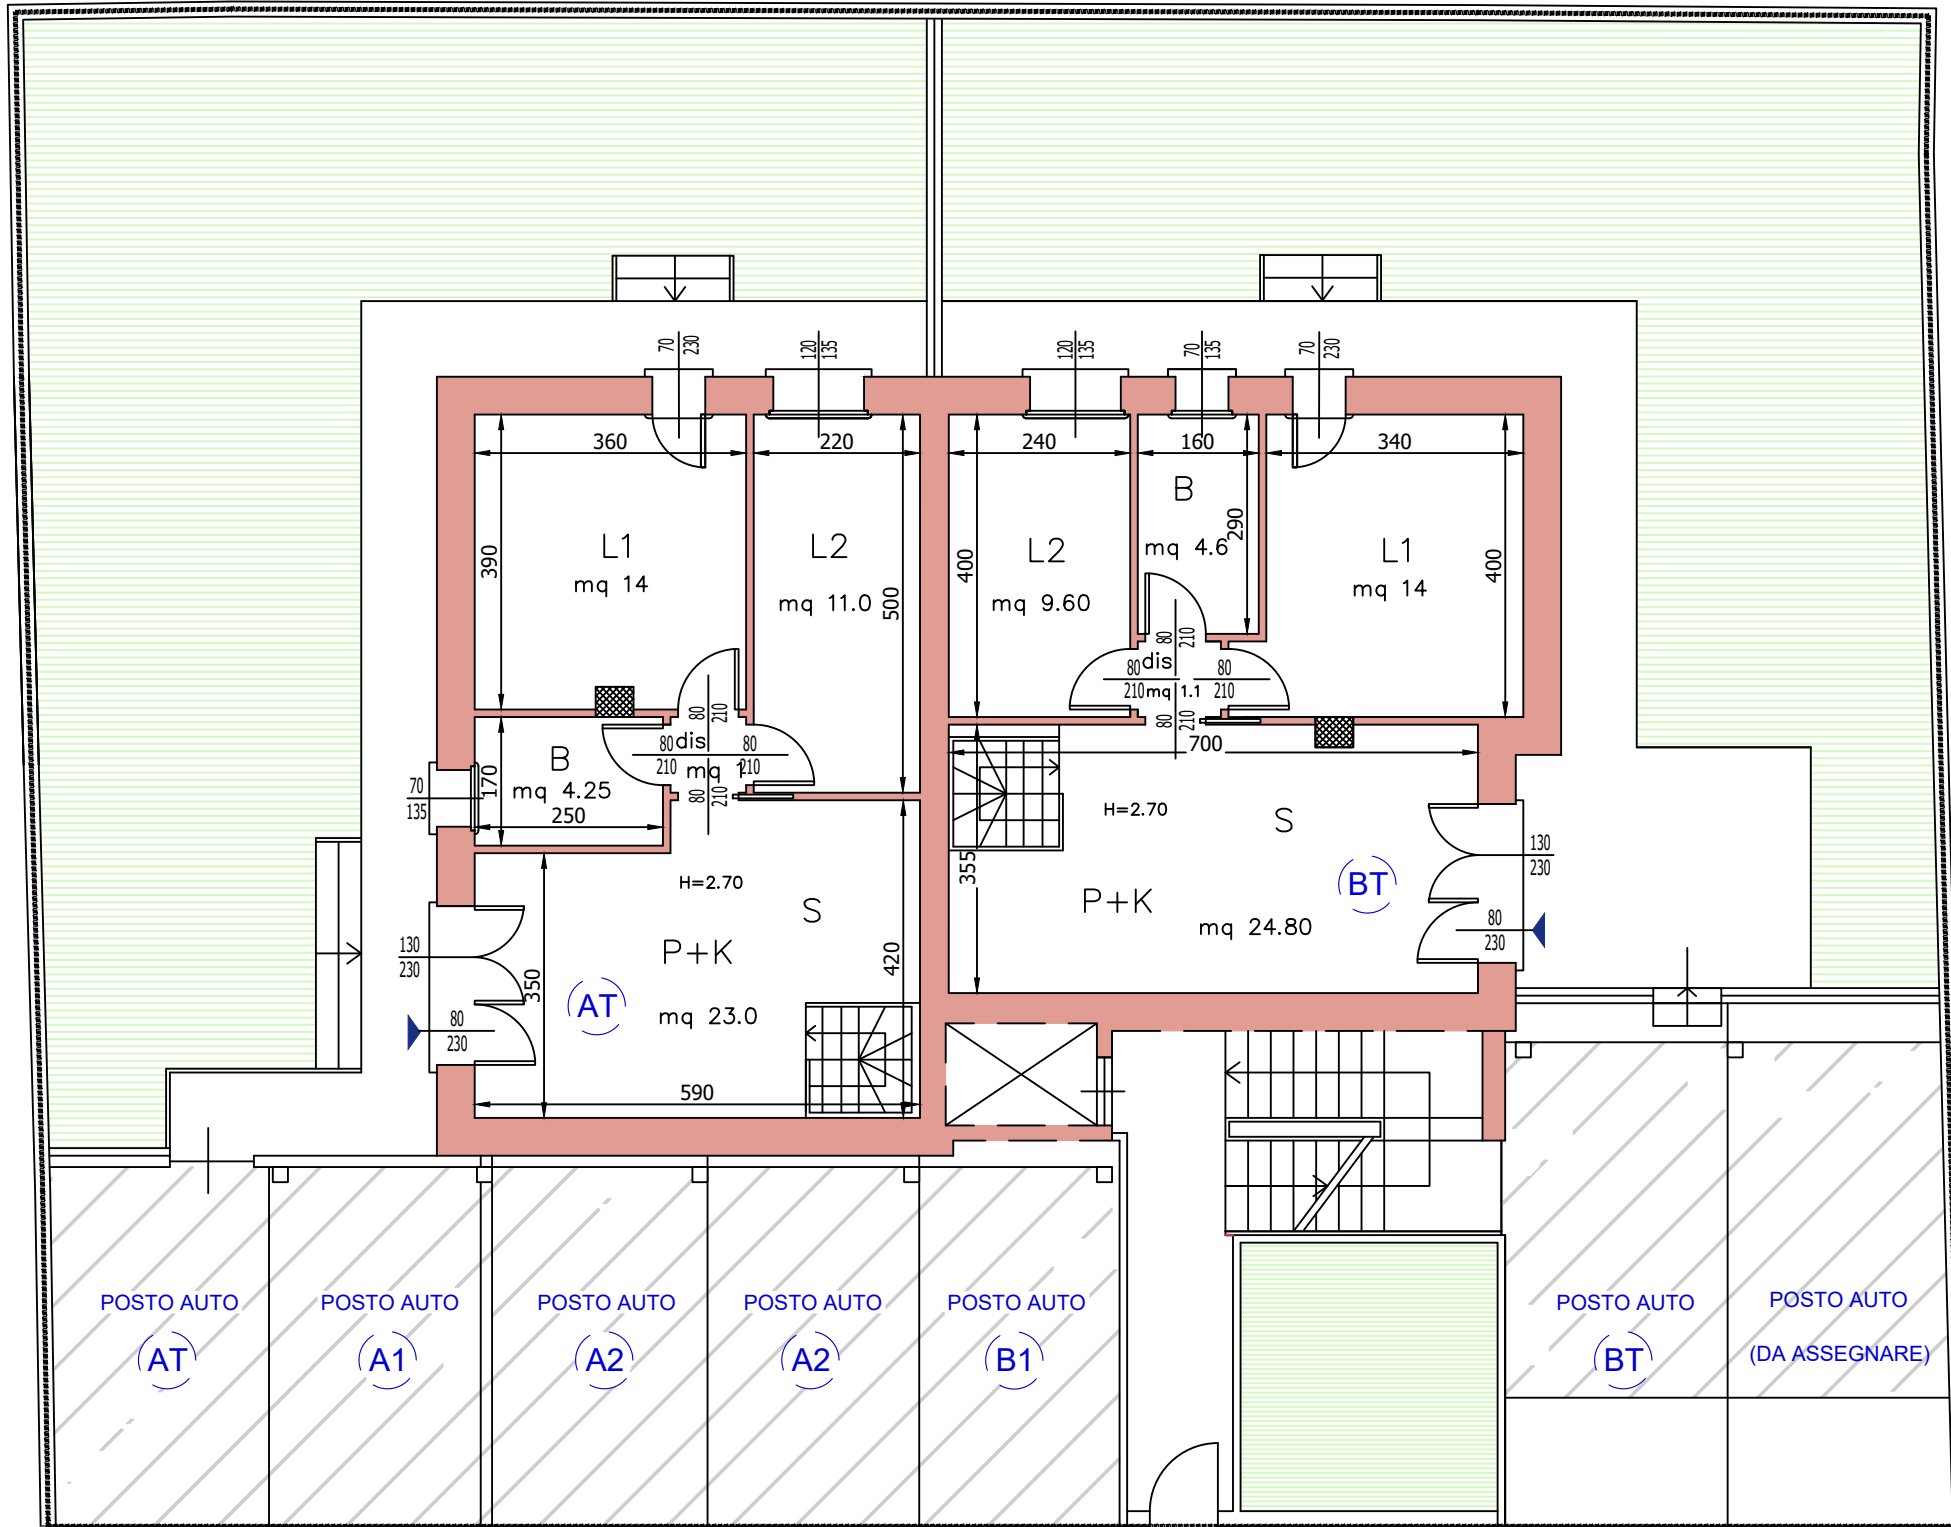 70
230
120
135
120
135
70
135
70
230
360
220
240
160
340
B
290
mq 4.6
L1
mq 14
390
L2
mq 11.0
500
L2
mq 9.60
400
L1
mq 14
400
80
210
80
210
dis
mq 1.1
80
210
80
210
80
210
80
210
dis
mq 1
80
210
80
210
B
mq 4.25
170
250
70
135
700
H=2.70
S
355
BT
P+K
mq 24.80
130
230
80
230
H=2.70
S
P+K
420
130
230
350
AT
mq 23.0
80
230
590
POSTO AUTO
AT
POSTO AUTO
A1
POSTO AUTO
A2
POSTO AUTO
A2
POSTO AUTO
B1
POSTO AUTO
BT
POSTO AUTO
(DA ASSEGNARE)